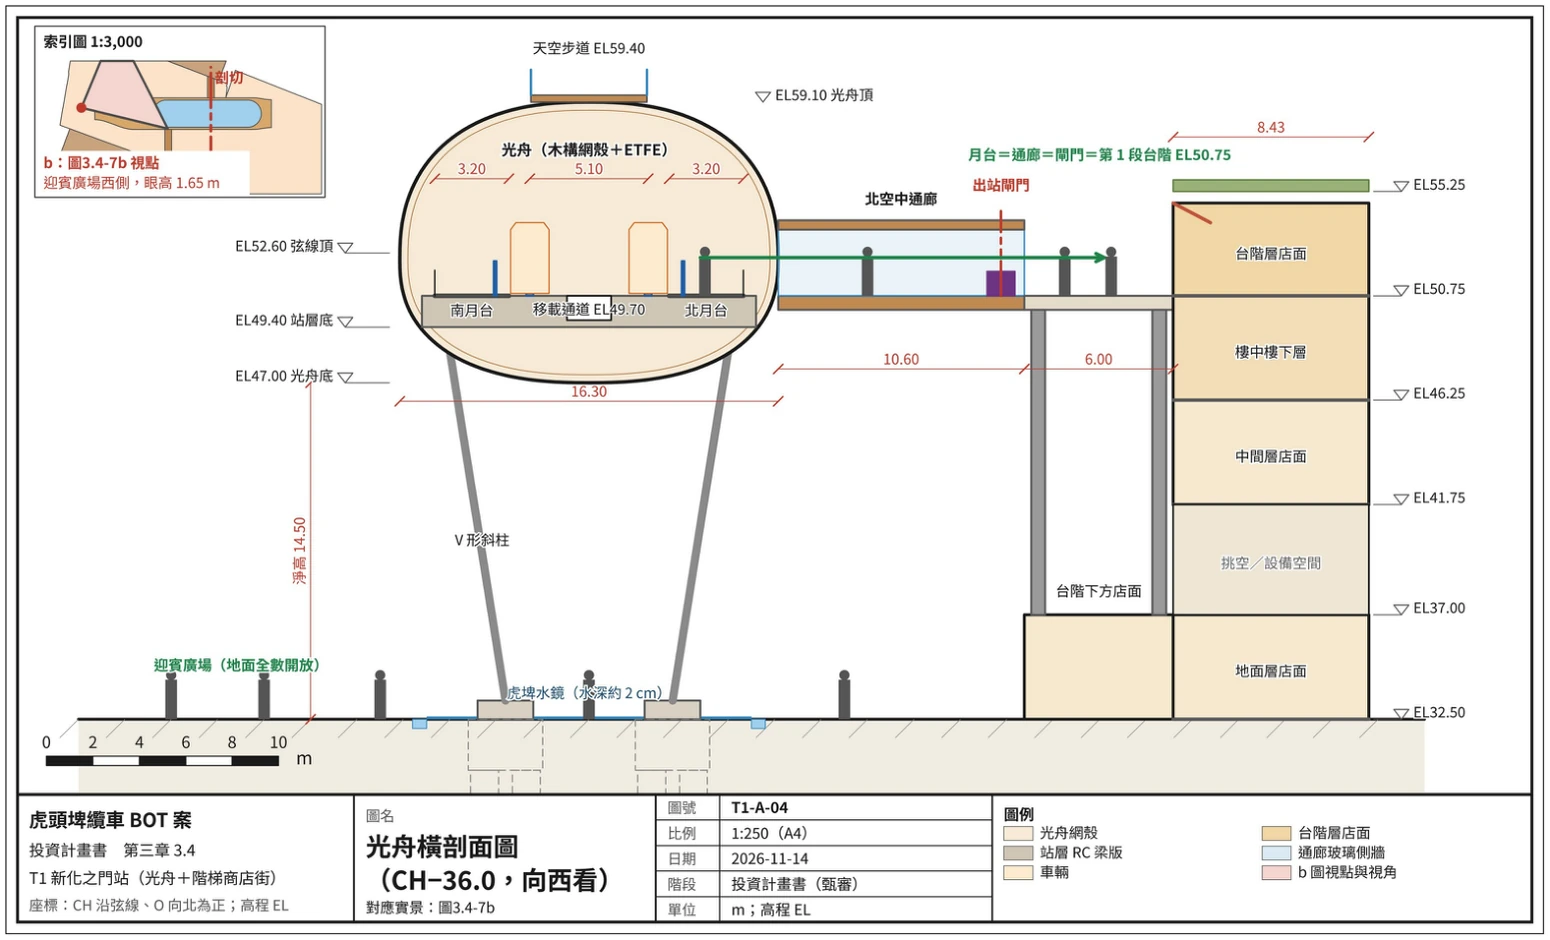 索引圖 1:3,000
剖切
b：圖3.4-7b 視點
迎賓廣場西側，眼高 1.65 m
天空步道 EL59.40
EL59.10 光舟頂
光舟（木構網殼＋ETFE）
3.20
5.10
3.20
8.43
月台＝通廊＝閘門＝第 1 段台階 EL50.75
出站閘門
北空中通廊
EL55.25
EL52.60 弦線頂
台階層店面
EL50.75
南月台
移載通道 EL49.70
北月台
EL49.40 站層底
樓中樓下層
10.60
6.00
EL47.00 光舟底
16.30
EL46.25
中間層店面
EL41.75
淨高 14.50
V 形斜柱
挑空／設備空間
台階下方店面
EL37.00
迎賓廣場（地面全數開放）
地面層店面
虎埤水鏡（水深約 2 cm）
EL32.50
0 2 4 6 8 10 m
虎頭埤纜車 BOT 案
投資計畫書　第三章 3.4
T1 新化之門站（光舟＋階梯商店街）
座標：CH 沿弦線、O 向北為正；高程 EL
圖名
光舟橫剖面圖
（CH−36.0，向西看）
對應實景：圖3.4-7b
圖號 T1-A-04
比例 1:250（A4）
日期 2026-11-14
階段 投資計畫書（甄審）
單位 m；高程 EL
圖例
光舟網殼
站層 RC 梁版
車輛
台階層店面
通廊玻璃側牆
b 圖視點與視角